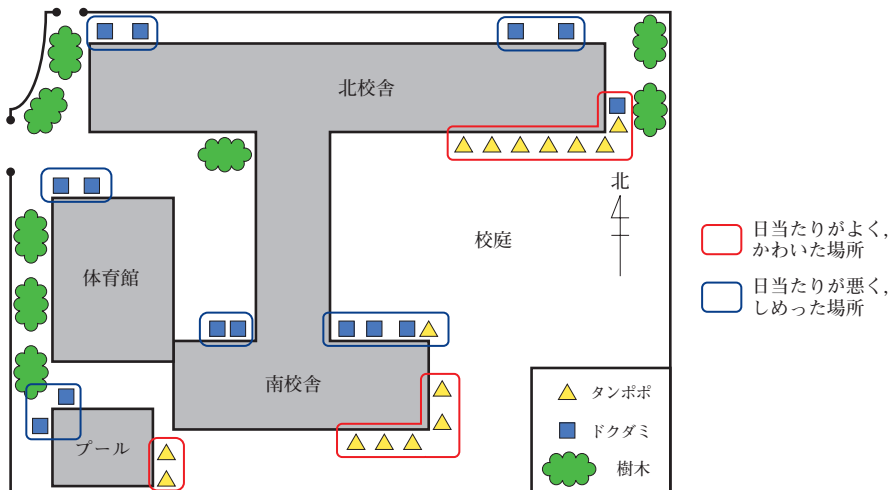 北校舎
北
校庭
日当たりがよく,
かわいた場所
体育館
日当たりが悪く,
しめった場所
南校舎
タンポポ
ドクダミ
プール
樹木